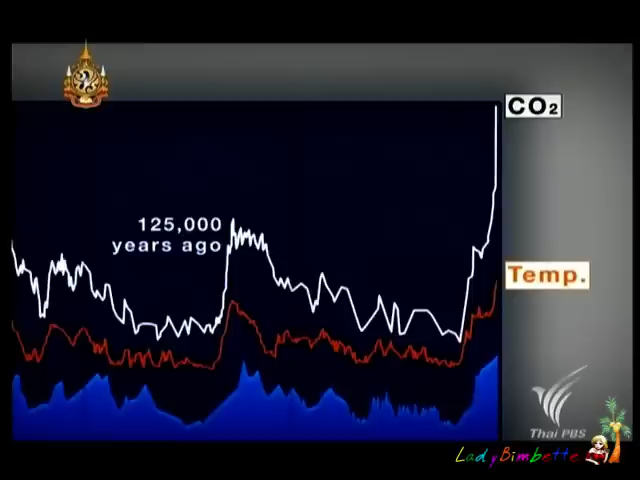 CO₂
125,000
years ago
Temp.
Thai PBS
LadyBimbette